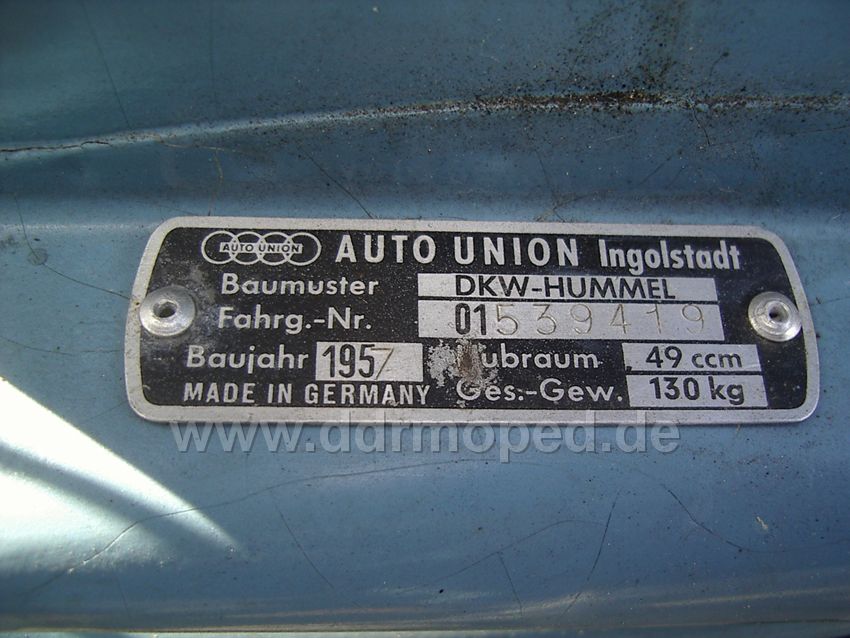 AUTO UNION AUTO UNION Ingolstadt
Baumuster DKW-HUMMEL
Fahrg.-Nr. 01539419
Baujahr 1957 ubraum 49 ccm
MADE IN GERMANY Ges.-Gew. 130 kg
www.ddrmoped.de